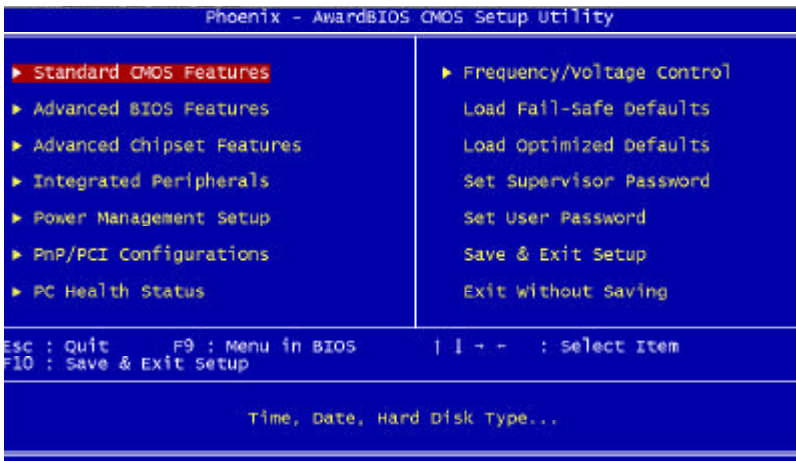 Phoenix - AwardBIOS CMOS Setup Utility
▶ Standard CMOS Features
▶ Advanced BIOS Features
▶ Advanced Chipset Features
▶ Integrated Peripherals
▶ Power Management Setup
▶ PnP/PCI Configurations
▶ PC Health Status
▶ Frequency/Voltage Control
Load Fail-Safe Defaults
Load Optimized Defaults
Set Supervisor Password
Set User Password
Save & Exit Setup
Exit Without Saving
Esc : Quit F9 : Menu in BIOS ↑ ↓ → ← : Select Item
F10 : Save & Exit Setup
Time, Date, Hard Disk Type...